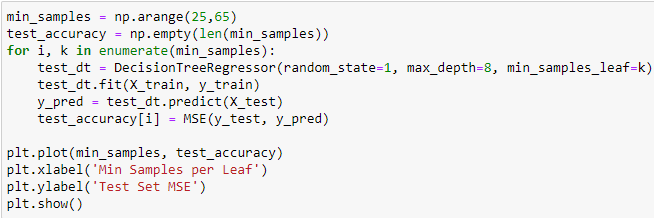 min_samples = np.arange(25,65)
test_accuracy = np.empty(len(min_samples))
for i, k in enumerate(min_samples):
    test_dt = DecisionTreeRegressor(random_state=1, max_depth=8, min_samples_leaf=k)
    test_dt.fit(X_train, y_train)
    y_pred = test_dt.predict(X_test)
    test_accuracy[i] = MSE(y_test, y_pred)

plt.plot(min_samples, test_accuracy)
plt.xlabel('Min Samples per Leaf')
plt.ylabel('Test Set MSE')
plt.show()